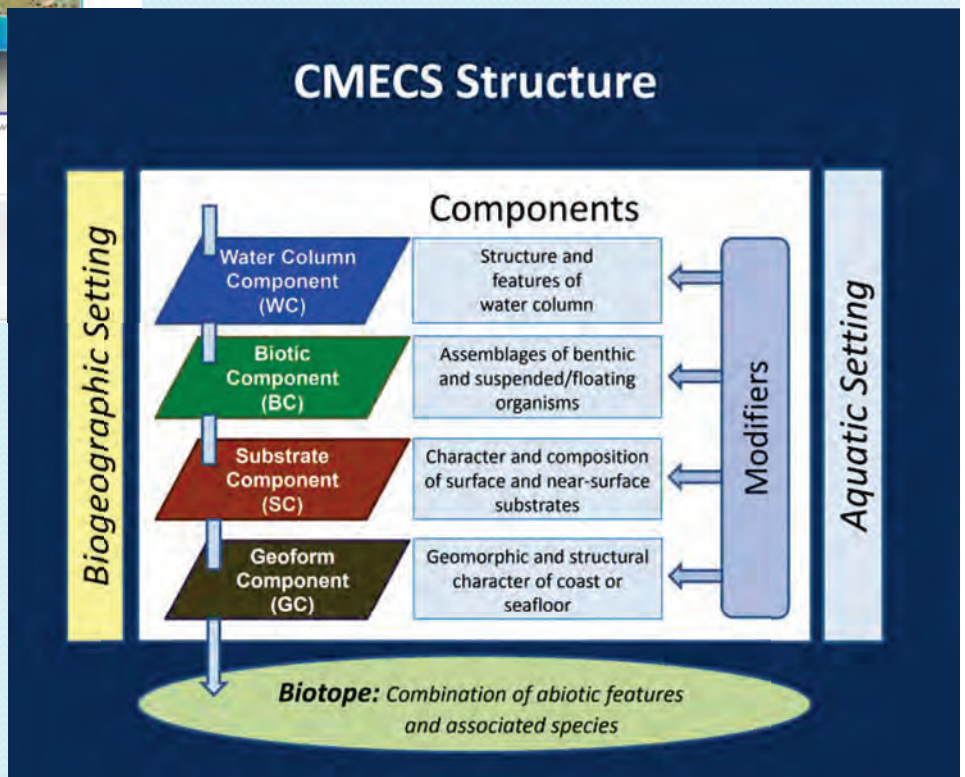 CMECS Structure
Biogeographic Setting
Components
Water Column
Component
(WC)
Structure and
features of
water column
Biotic
Component
(BC)
Assemblages of benthic
and suspended/floating
organisms
Substrate
Component
(SC)
Character and composition
of surface and near-surface
substrates
Geoform
Component
(GC)
Geomorphic and structural
character of coast or
seafloor
Modifiers
Aquatic Setting
Biotope: Combination of abiotic features
and associated species